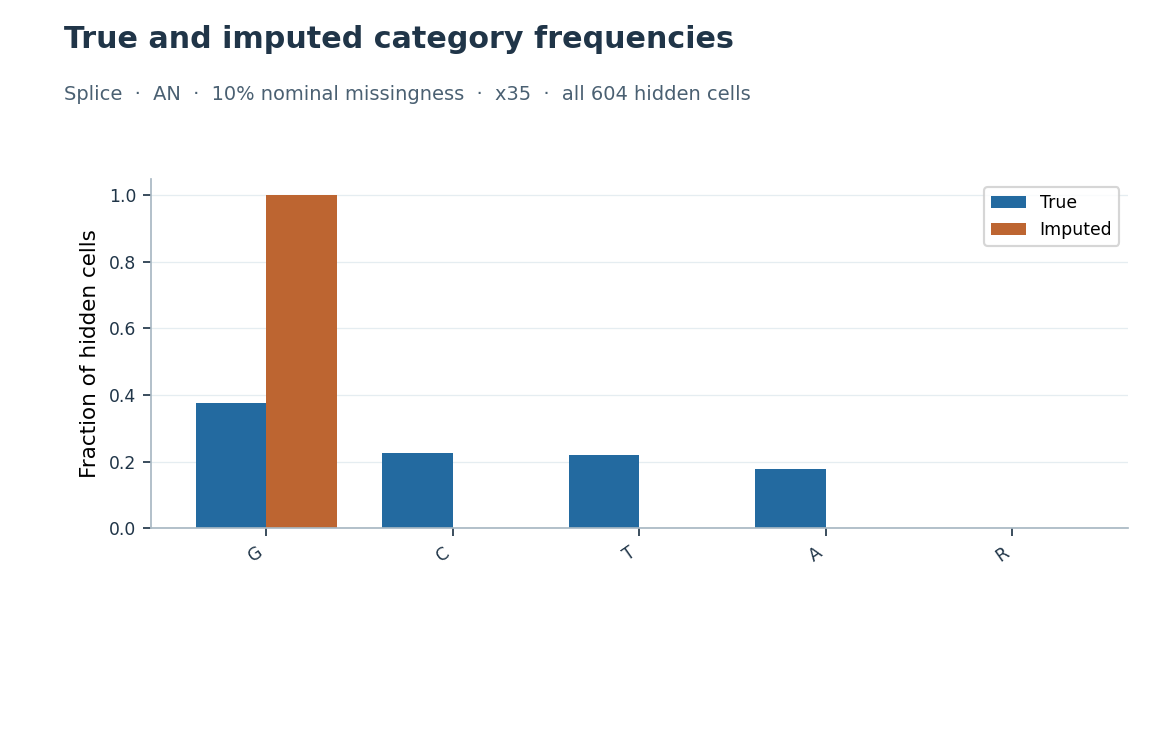 True and imputed category frequencies
Splice · AN · 10% nominal missingness · x35 · all 604 hidden cells
Fraction of hidden cells
1.0
0.8
0.6
0.4
0.2
0.0
True
Imputed
G
C
T
A
R